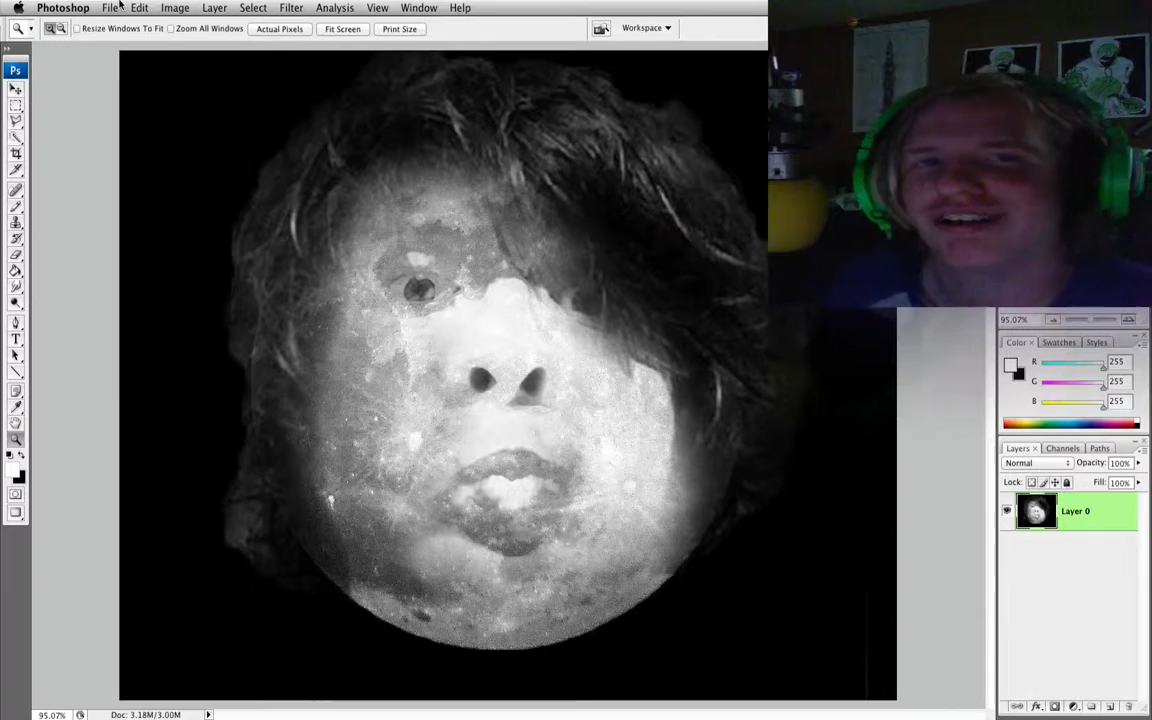 Photoshop File Edit Image Layer Select Filter Analysis View Window Help
Resize Windows To Fit Zoom All Windows Actual Pixels Fit Screen Print Size Workspace
Ps
T
95.07%
Color × Swatches Styles
R 255
G 255
B 255
Layers × Channels Paths
Normal Opacity: 100%
Lock: Fill: 100%
Layer 0
fx
95.07% Doc: 3.18M/3.00M